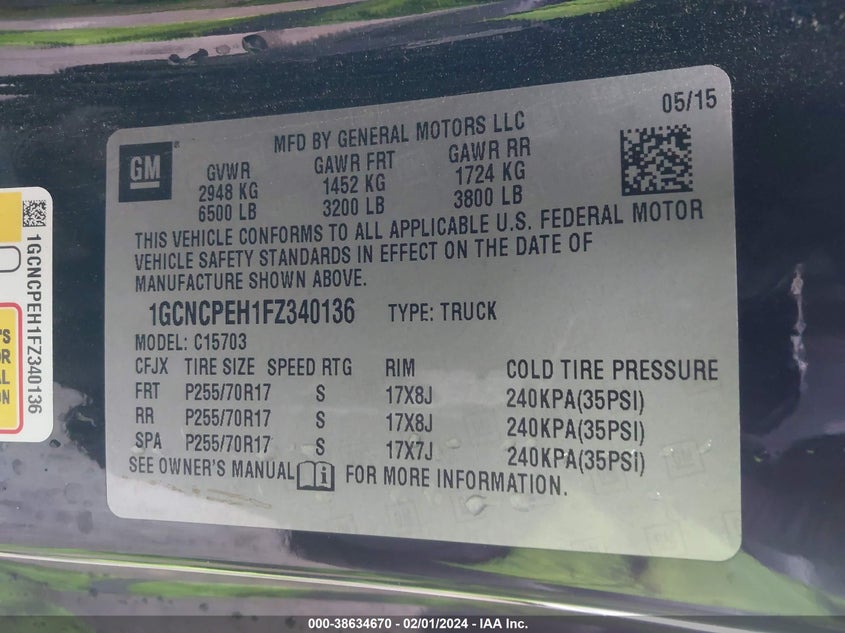 05/15
MFD BY GENERAL MOTORS LLC
GM®
GVWR GAWR FRT GAWR RR
2948 KG 1452 KG 1724 KG
6500 LB 3200 LB 3800 LB
THIS VEHICLE CONFORMS TO ALL APPLICABLE U.S. FEDERAL MOTOR
VEHICLE SAFETY STANDARDS IN EFFECT ON THE DATE OF
MANUFACTURE SHOWN ABOVE.
1GCNCPEH1FZ340136 TYPE: TRUCK
MODEL: C15703
CFJX TIRE SIZE SPEED RTG RIM COLD TIRE PRESSURE
FRT P255/70R17 S 17X8J 240KPA(35PSI)
RR P255/70R17 S 17X8J 240KPA(35PSI)
SPA P255/70R17 S 17X7J 240KPA(35PSI)
SEE OWNER'S MANUAL FOR MORE INFORMATION.
1GCNCPEH1FZ340136
000-38634670 - 02/01/2024 - IAA Inc.